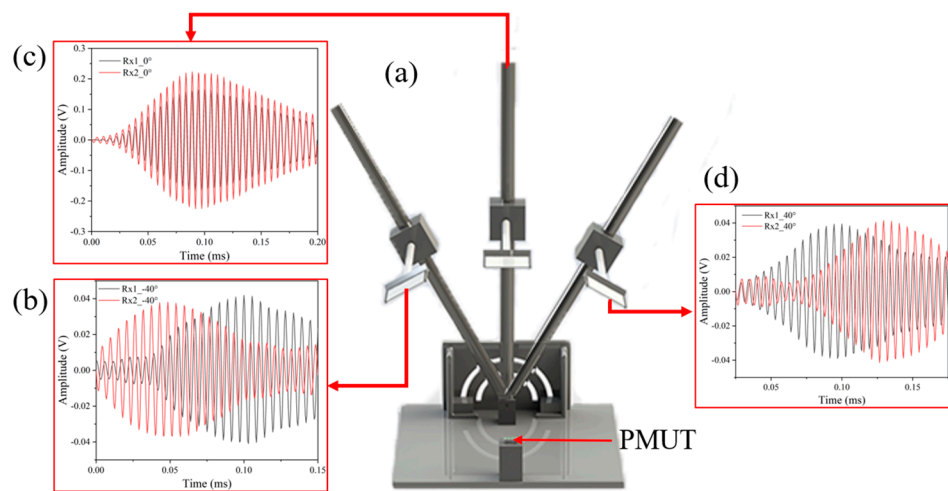 (c)
0.3
0.2
0.1
0.0
-0.1
-0.2
-0.3
Amplitude (V)
Rx1_0°
Rx2_0°
0.00
0.05
0.10
0.15
0.20
Time (ms)
(a)
(b)
0.04
0.02
0.00
-0.02
-0.04
Amplitude (V)
Rx1_-40°
Rx2_-40°
0.00
0.05
0.10
0.15
Time (ms)
(d)
0.04
0.02
0.00
-0.02
-0.04
Amplitude (V)
Rx1_40°
Rx2_40°
0.05
0.10
0.15
Time (ms)
PMUT